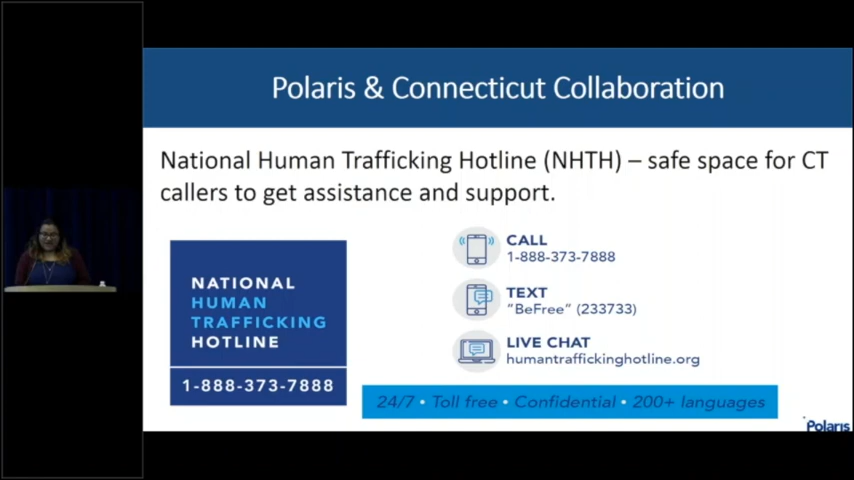 Polaris & Connecticut Collaboration
National Human Trafficking Hotline (NHTH) – safe space for CT
callers to get assistance and support.
NATIONAL
HUMAN
TRAFFICKING
HOTLINE
1-888-373-7888
CALL
1-888-373-7888
TEXT
“BeFree” (233733)
LIVE CHAT
humantraffickinghotline.org
24/7 • Toll free • Confidential • 200+ languages
Polaris